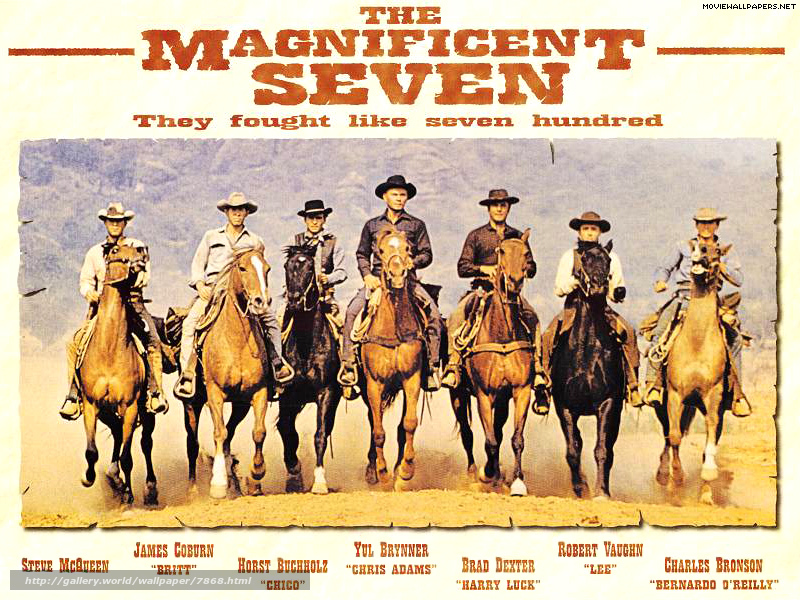 MOVIEWALLPAPERS.NET
THE
MAGNIFICENT
SEVEN
They fought like seven hundred
STEVE MCQUEEN
JAMES COBURN
"BRITT"
HORST BUCHHOLZ
"CHICO"
YUL BRYNNER
"CHRIS ADAMS"
BRAD DEXTER
"HARRY LUCK"
ROBERT VAUGHN
"LEE"
CHARLES BRONSON
"BERNARDO O'REILLY"
http://gallery.world/wallpaper/7868.html